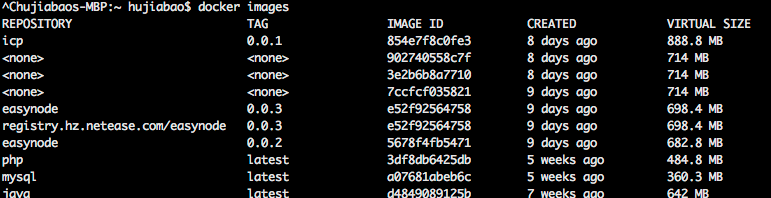 ^Chujiabaos-MBP:~ hujiabao$ docker images
REPOSITORY TAG IMAGE ID CREATED VIRTUAL SIZE
icp 0.0.1 854e7f8c0fe3 8 days ago 888.8 MB
<none> <none> 902740558c7f 8 days ago 714 MB
<none> <none> 3e2b6b8a7710 8 days ago 714 MB
<none> <none> 7ccfcf035821 9 days ago 714 MB
easynode 0.0.3 e52f92564758 9 days ago 698.4 MB
registry.hz.netease.com/easynode 0.0.3 e52f92564758 9 days ago 698.4 MB
easynode 0.0.2 5678f4fb5471 9 days ago 682.8 MB
php latest 3df8db6425db 5 weeks ago 484.8 MB
mysql latest a07681abeb6c 5 weeks ago 360.3 MB
java latest d4849089125b 7 weeks ago 642 MB